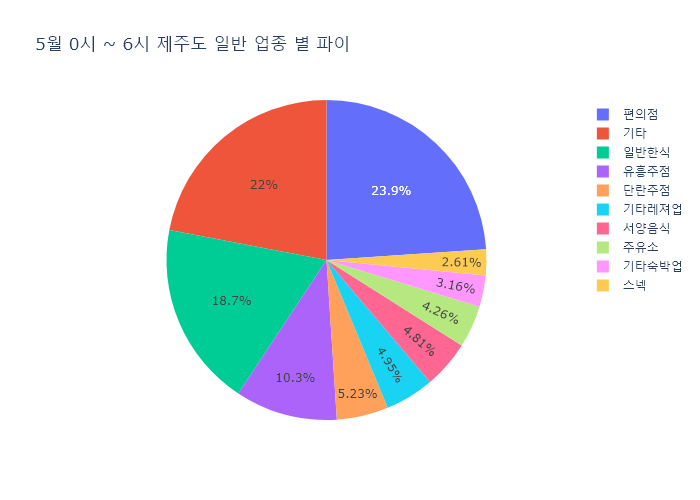 5월 0시 ~ 6시 제주도 일반 업종 별 파이
편의점
기타
일반한식
유흥주점
단란주점
기타레져업
서양음식
주유소
기타숙박업
스넥
23.9%
22%
18.7%
10.3%
5.23%
4.95%
4.81%
4.26%
3.16%
2.61%